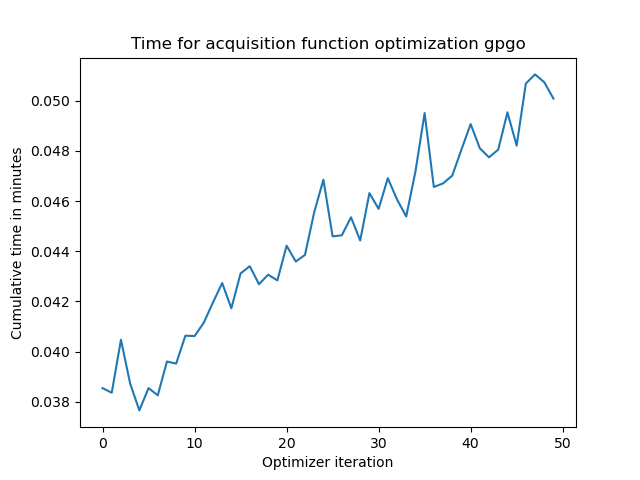 Time for acquisition function optimization gpgo
Cumulative time in minutes
0.050
0.048
0.046
0.044
0.042
0.040
0.038
0 10 20 30 40 50
Optimizer iteration